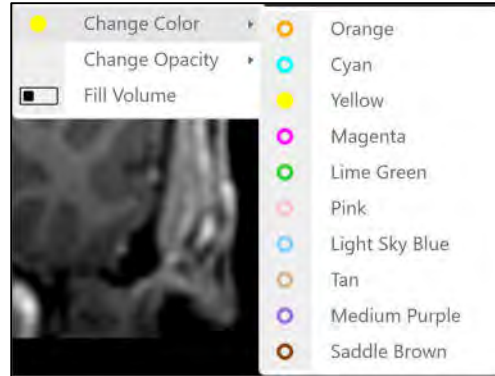 Change Color
Change Opacity
Fill Volume
Orange
Cyan
Yellow
Magenta
Lime Green
Pink
Light Sky Blue
Tan
Medium Purple
Saddle Brown